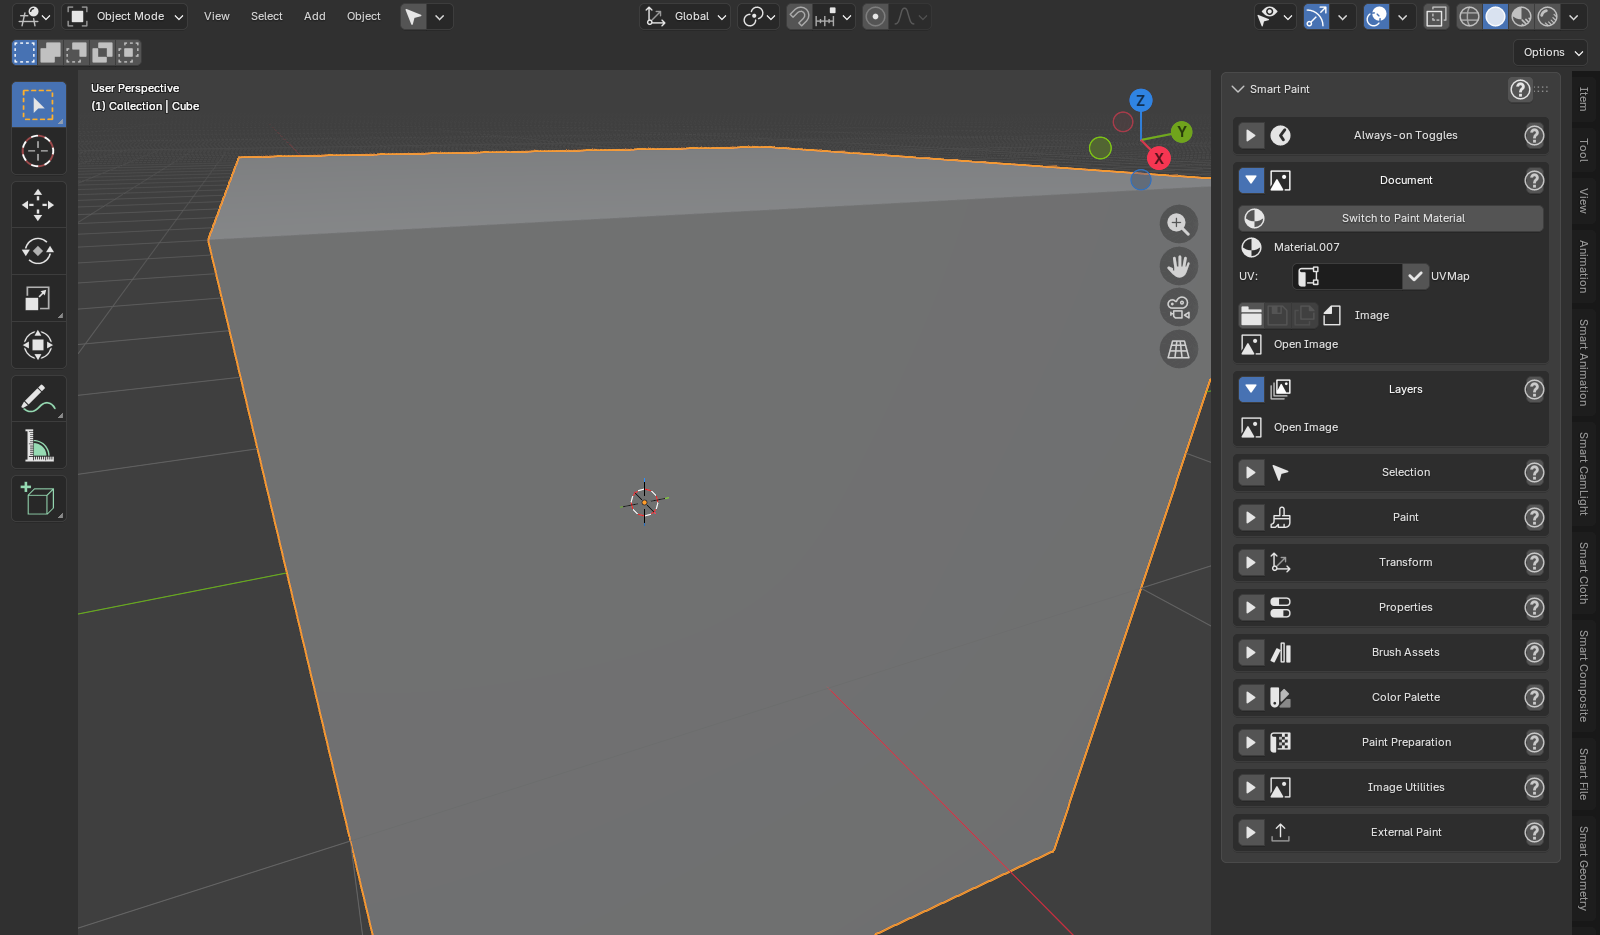 Object Mode
View
Select
Add
Object
Global
Options
User Perspective
(1) Collection | Cube
Z
Y
X
Smart Paint
Always-on Toggles
Document
Switch to Paint Material
Material.007
UV:
UVMap
Image
Open Image
Layers
Open Image
Selection
Paint
Transform
Properties
Brush Assets
Color Palette
Paint Preparation
Image Utilities
External Paint
Item
Tool
View
Animation
Smart Animation
Smart CamLight
Smart Cloth
Smart Composite
Smart File
Smart Geometry